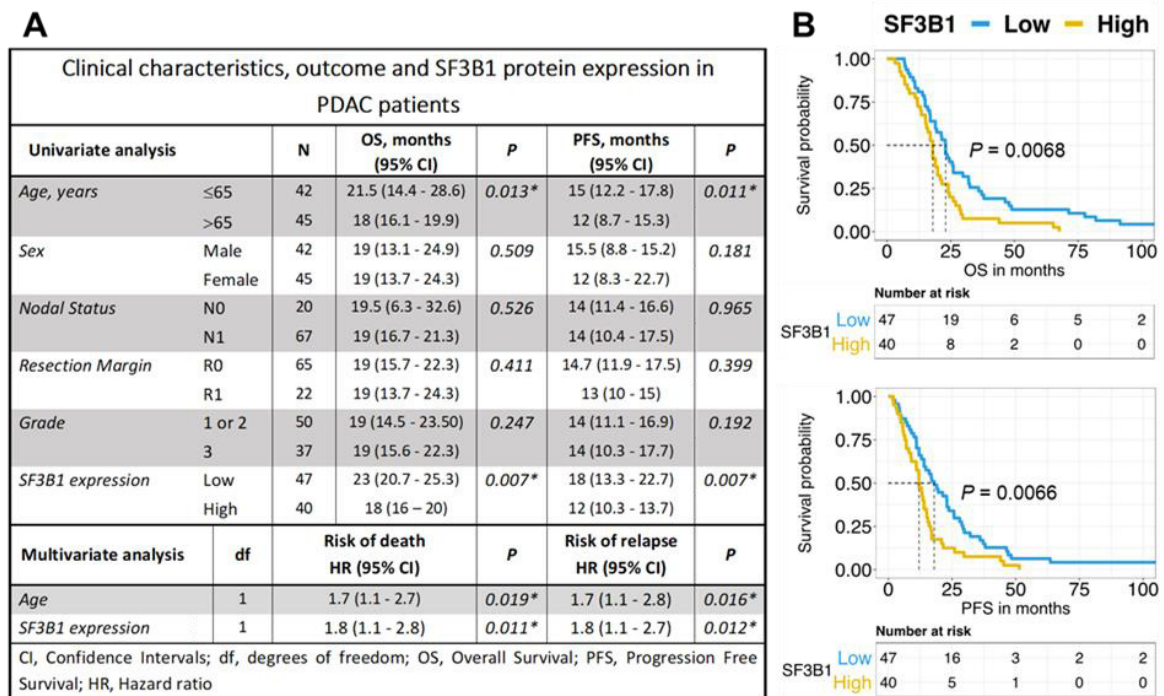 A
Clinical characteristics, outcome and SF3B1 protein expression in
PDAC patients
Univariate analysis N OS, months (95% CI) P PFS, months (95% CI) P
Age, years ≤65 42 21.5 (14.4 - 28.6) 0.013* 15 (12.2 - 17.8) 0.011*
>65 45 18 (16.1 - 19.9) 12 (8.7 - 15.3)
Sex Male 42 19 (13.1 - 24.9) 0.509 15.5 (8.8 - 15.2) 0.181
Female 45 19 (13.7 - 24.3) 12 (8.3 - 22.7)
Nodal Status N0 20 19.5 (6.3 - 32.6) 0.526 14 (11.4 - 16.6) 0.965
N1 67 19 (16.7 - 21.3) 14 (10.4 - 17.5)
Resection Margin R0 65 19 (15.7 - 22.3) 0.411 14.7 (11.9 - 17.5) 0.399
R1 22 19 (13.7 - 24.3) 13 (10 - 15)
Grade 1 or 2 50 19 (14.5 - 23.50) 0.247 14 (11.1 - 16.9) 0.192
3 37 19 (15.6 - 22.3) 14 (10.3 - 17.7)
SF3B1 expression Low 47 23 (20.7 - 25.3) 0.007* 18 (13.3 - 22.7) 0.007*
High 40 18 (16 – 20) 12 (10.3 - 13.7)
Multivariate analysis df Risk of death HR (95% CI) P Risk of relapse HR (95% CI) P
Age 1 1.7 (1.1 - 2.7) 0.019* 1.7 (1.1 - 2.8) 0.016*
SF3B1 expression 1 1.8 (1.1 - 2.8) 0.011* 1.8 (1.1 - 2.7) 0.012*
CI, Confidence Intervals; df, degrees of freedom; OS, Overall Survival; PFS, Progression Free
Survival; HR, Hazard ratio
B
SF3B1 Low High
Survival probability
1.00
0.75
0.50
0.25
0.00
P = 0.0068
0 25 50 75 100
OS in months
Number at risk
SF3B1
Low 47 19 6 5 2
High 40 8 2 0 0
Survival probability
1.00
0.75
0.50
0.25
0.00
P = 0.0066
0 25 50 75 100
PFS in months
Number at risk
SF3B1
Low 47 16 3 2 2
High 40 5 1 0 0